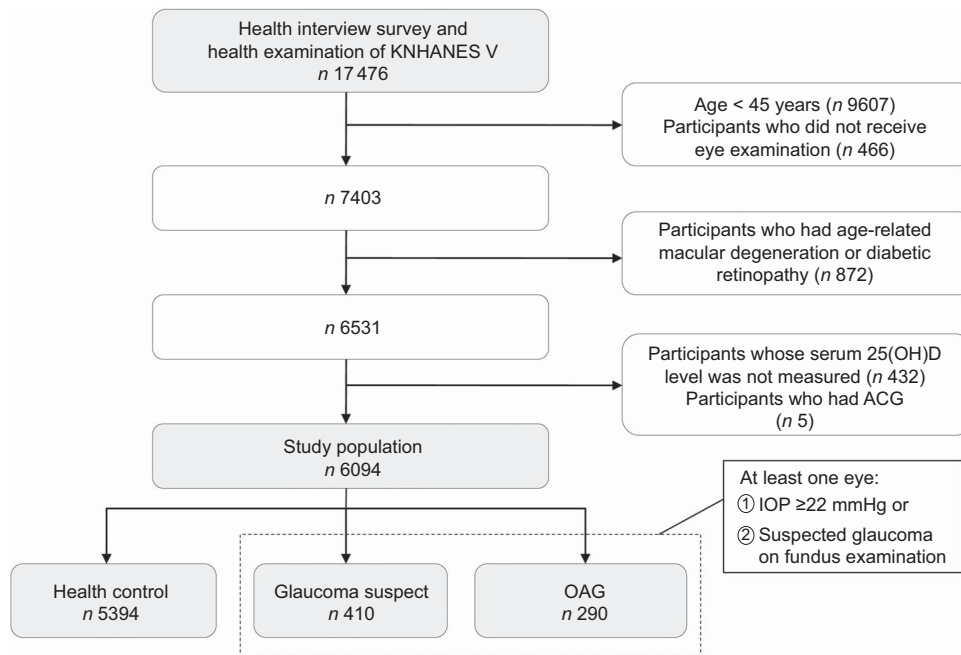 Health interview survey and
health examination of KNHANES V
n 17 476
Age < 45 years (n 9607)
Participants who did not receive
eye examination (n 466)
n 7403
Participants who had age-related
macular degeneration or diabetic
retinopathy (n 872)
n 6531
Participants whose serum 25(OH)D
level was not measured (n 432)
Participants who had ACG
(n 5)
Study population
n 6094
At least one eye:
① IOP ≥22 mmHg or
② Suspected glaucoma
on fundus examination
Health control
n 5394
Glaucoma suspect
n 410
OAG
n 290